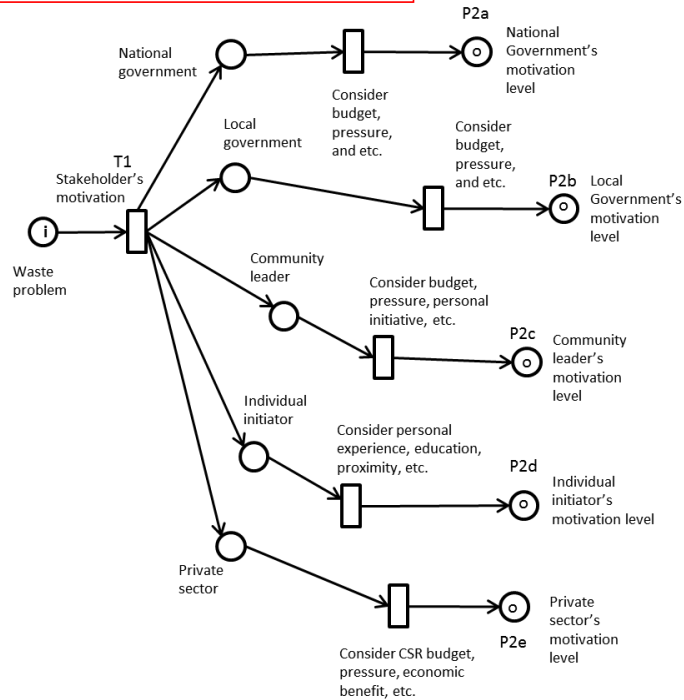 P2a
National
Government's
motivation
level
National
government
Consider
budget,
pressure,
and etc.
Local
government
Consider
budget,
pressure,
and etc.
P2b
Local
Government's
motivation
level
T1
Stakeholder's
motivation
i
Waste
problem
Community
leader
Consider budget,
pressure, personal
initiative, etc.
P2c
Community
leader's
motivation
level
Individual
initiator
Consider personal
experience, education,
proximity, etc.
P2d
Individual
initiator's
motivation level
Private
sector
Consider CSR budget,
pressure, economic
benefit, etc.
P2e
Private
sector's
motivation
level